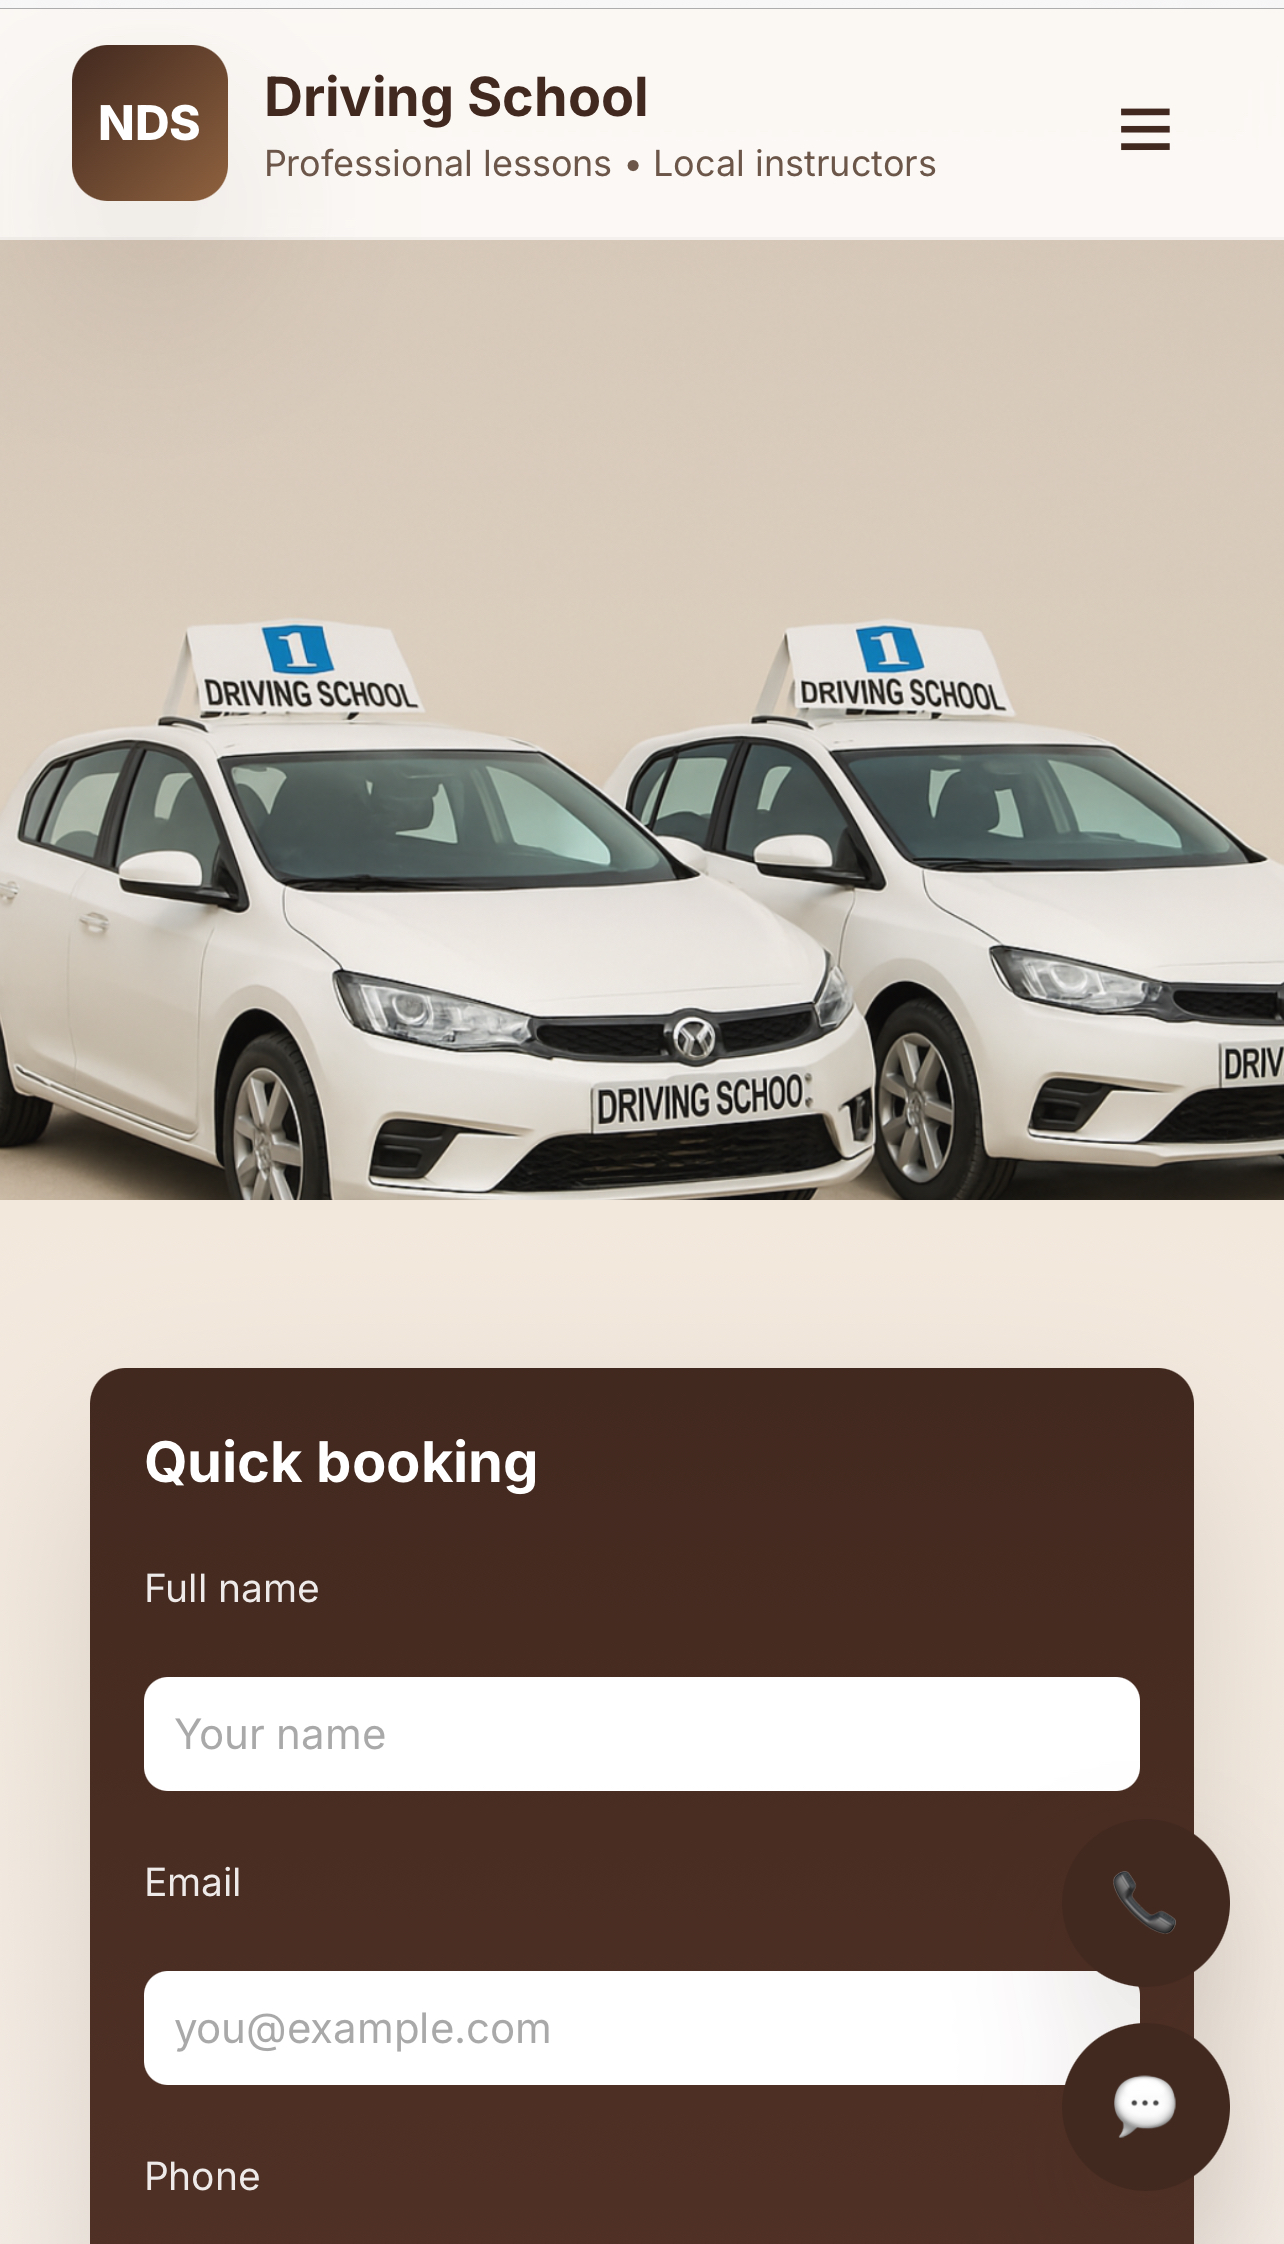 NDS
Driving School
Professional lessons • Local instructors
1
DRIVING SCHOOL
1
DRIVING SCHOOL
DRIVING SCHOO
DRIV
Quick booking
Full name
Your name
Email
you@example.com
Phone